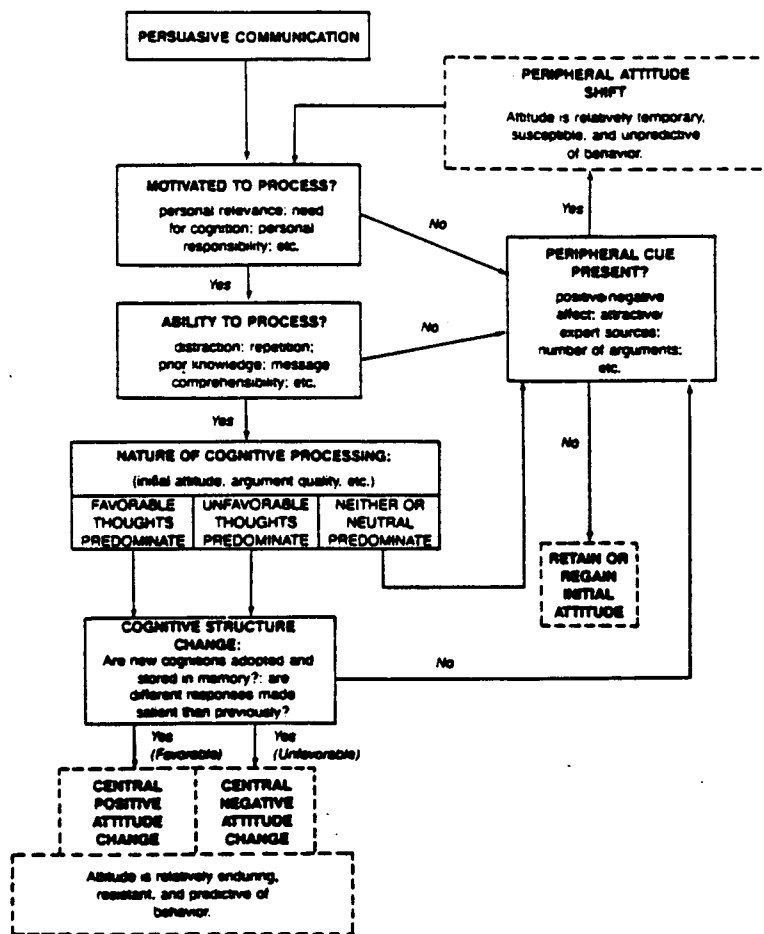 PERSUASIVE COMMUNICATION
PERIPHERAL ATTITUDE
SHIFT
Attitude is relatively temporary,
susceptible, and unpredictive
of behavior.
MOTIVATED TO PROCESS?
personal relevance; need
for cognition; personal
responsibility; etc.
No
Yes
PERIPHERAL CUE
PRESENT?
positive/negative
affect; attractive/
expert sources;
number of arguments;
etc.
Yes
ABILITY TO PROCESS?
distraction; repetition;
prior knowledge; message
comprehensibility; etc.
No
Yes
No
NATURE OF COGNITIVE PROCESSING:
(initial attitude, argument quality, etc.)
FAVORABLE
THOUGHTS
PREDOMINATE
UNFAVORABLE
THOUGHTS
PREDOMINATE
NEITHER OR
NEUTRAL
PREDOMINATE
RETAIN OR
REGAIN
INITIAL
ATTITUDE
COGNITIVE STRUCTURE
CHANGE:
Are new cognitions adopted and
stored in memory?; are
different responses made
salient than previously?
No
Yes
(Favorable)
Yes
(Unfavorable)
CENTRAL
POSITIVE
ATTITUDE
CHANGE
CENTRAL
NEGATIVE
ATTITUDE
CHANGE
Attitude is relatively enduring,
resistant, and predictive of
behavior.